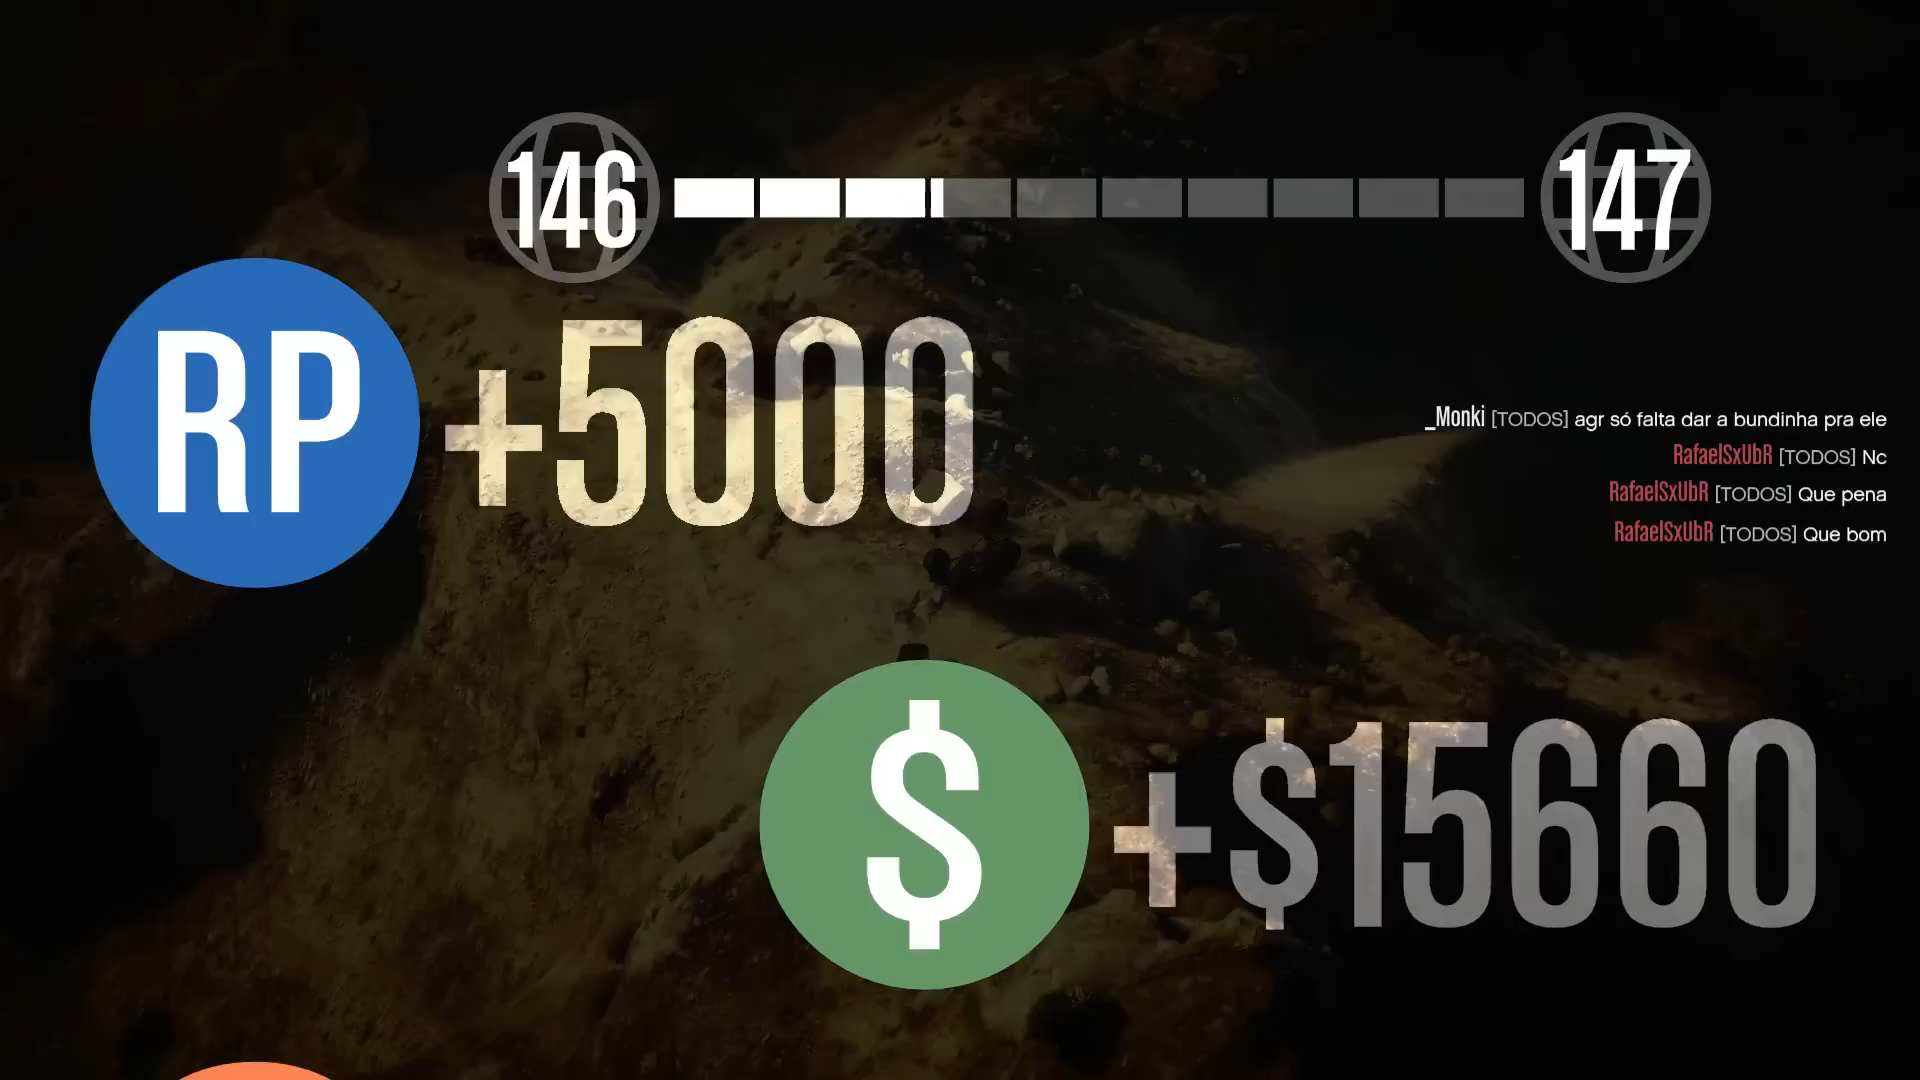 146
147
RP
+5000
_Monki [TODOS] agr só falta dar a bundinha pra ele
RafaelSxUbR [TODOS] Nc
RafaelSxUbR [TODOS] Que pena
RafaelSxUbR [TODOS] Que bom
$
+$15660